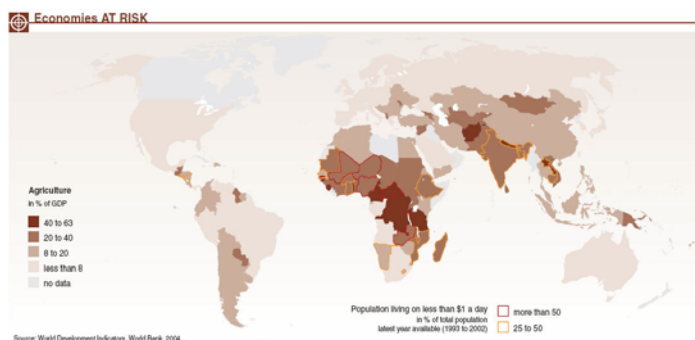 Economies AT RISK
Agriculture
in % of GDP
40 to 63
20 to 40
8 to 20
less than 8
no data
Population living on less than $1 a day
in % of total population
latest year available (1993 to 2002)
more than 50
25 to 50
Source: World Development Indicators, World Bank, 2004